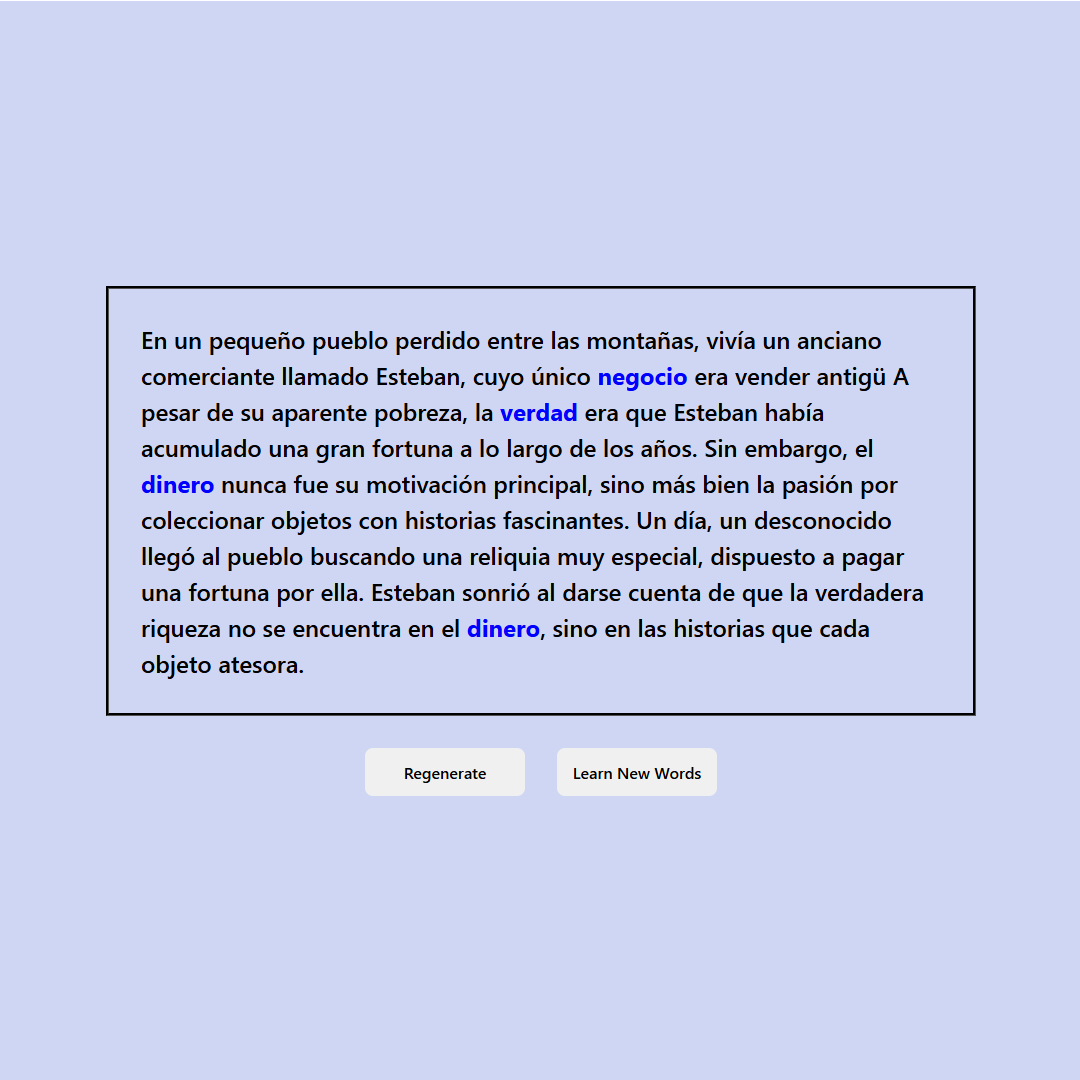 En un pequeño pueblo perdido entre las montañas, vivía un anciano
comerciante llamado Esteban, cuyo único negocio era vender antigü A
pesar de su aparente pobreza, la verdad era que Esteban había
acumulado una gran fortuna a lo largo de los años. Sin embargo, el
dinero nunca fue su motivación principal, sino más bien la pasión por
coleccionar objetos con historias fascinantes. Un día, un desconocido
llegó al pueblo buscando una reliquia muy especial, dispuesto a pagar
una fortuna por ella. Esteban sonrió al darse cuenta de que la verdadera
riqueza no se encuentra en el dinero, sino en las historias que cada
objeto atesora.
Regenerate
Learn New Words